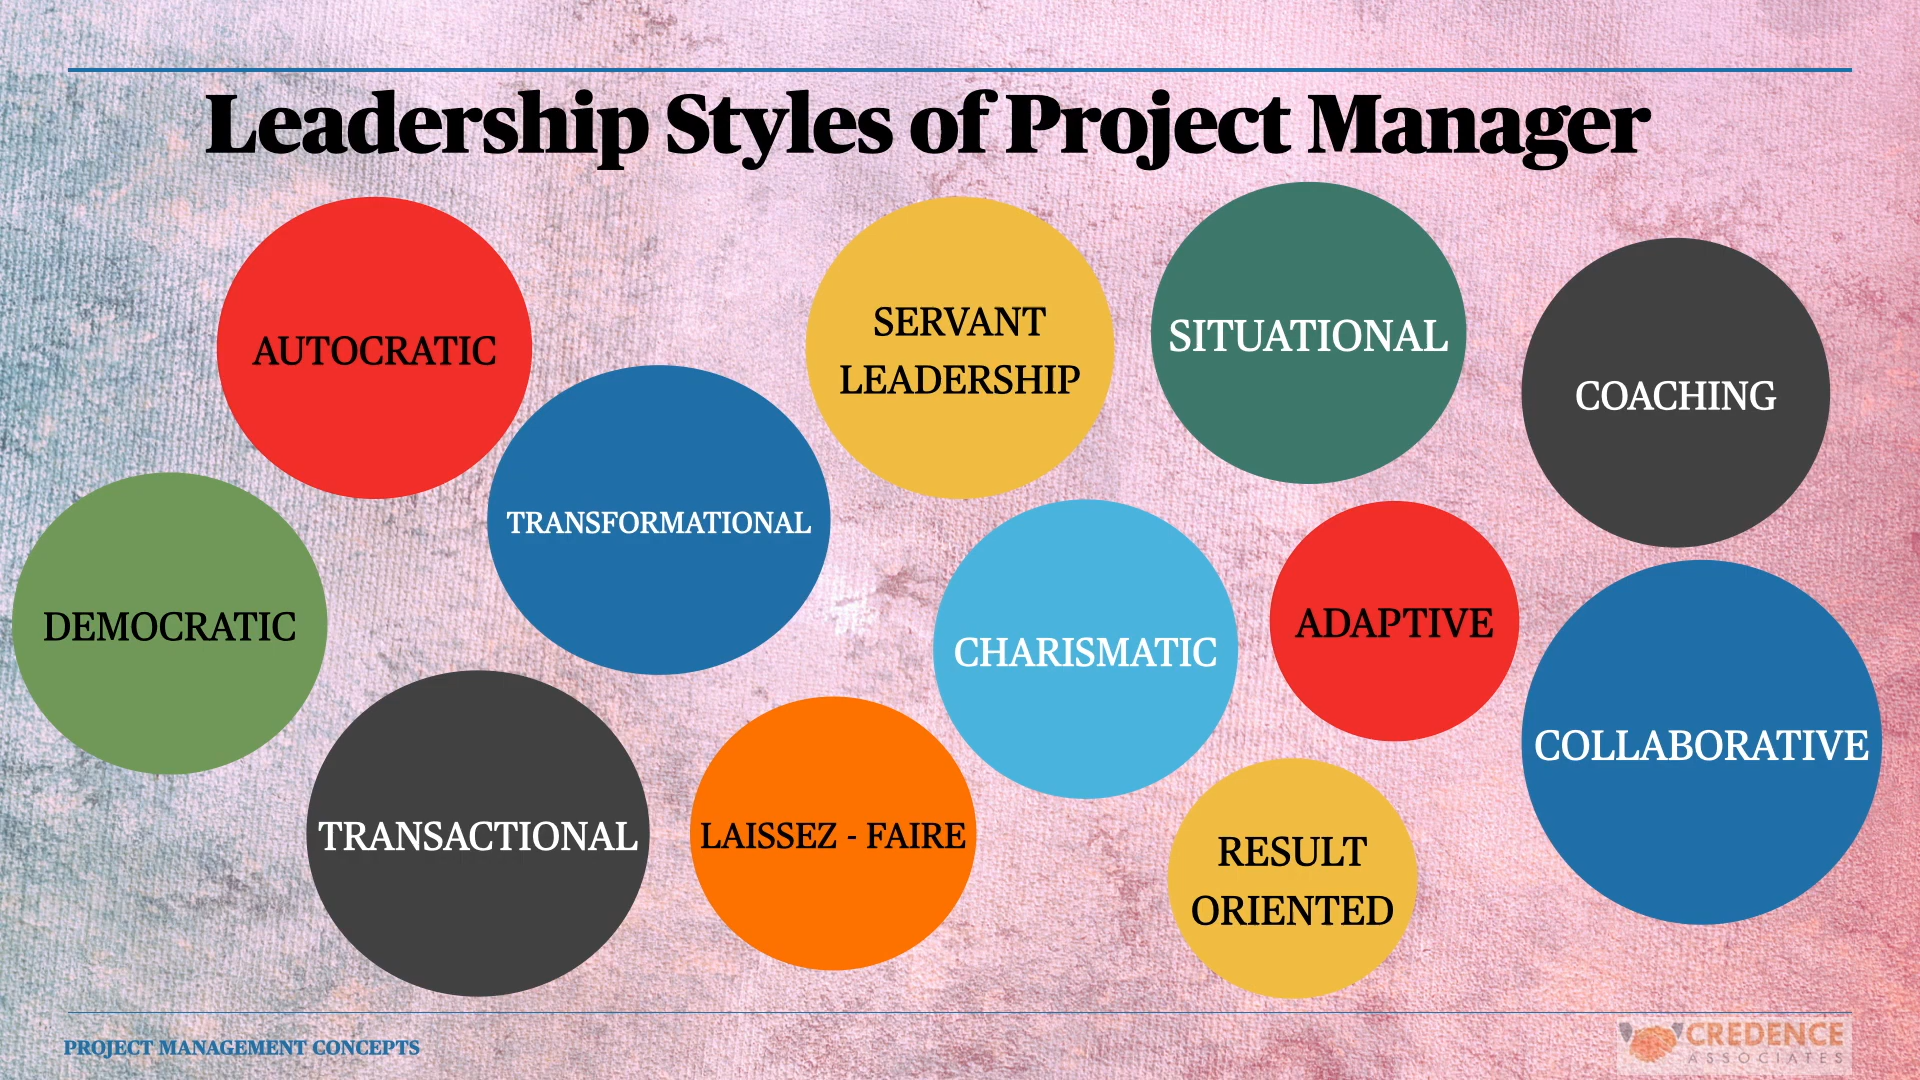 Leadership Styles of Project Manager
AUTOCRATIC
SERVANT
LEADERSHIP
SITUATIONAL
COACHING
TRANSFORMATIONAL
DEMOCRATIC
CHARISMATIC
ADAPTIVE
COLLABORATIVE
TRANSACTIONAL
LAISSEZ - FAIRE
RESULT
ORIENTED
PROJECT MANAGEMENT CONCEPTS
CREDENCE
ASSOCIATES